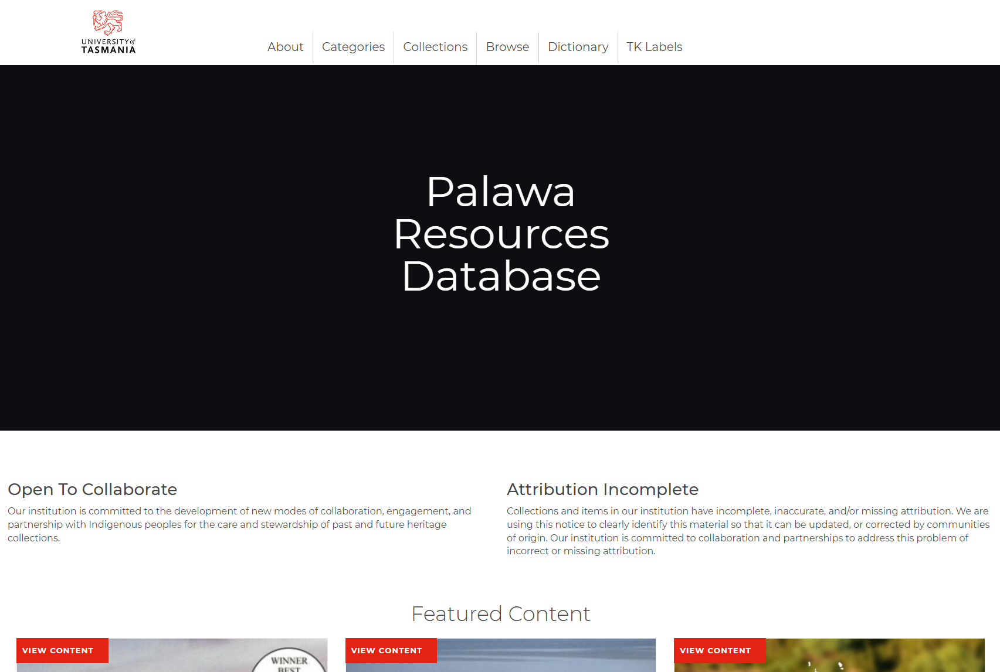 UNIVERSITY of
TASMANIA
About
Categories
Collections
Browse
Dictionary
TK Labels
Palawa
Resources
Database
Open To Collaborate
Our institution is committed to the development of new modes of collaboration, engagement, and
partnership with Indigenous peoples for the care and stewardship of past and future heritage
collections.
Attribution Incomplete
Collections and items in our institution have incomplete, inaccurate, and/or missing attribution. We are
using this notice to clearly identify this material so that it can be updated, or corrected by communities
of origin. Our institution is committed to collaboration and partnerships to address this problem of
incorrect or missing attribution.
Featured Content
VIEW CONTENT
WINNER
BEST
VIEW CONTENT
VIEW CONTENT